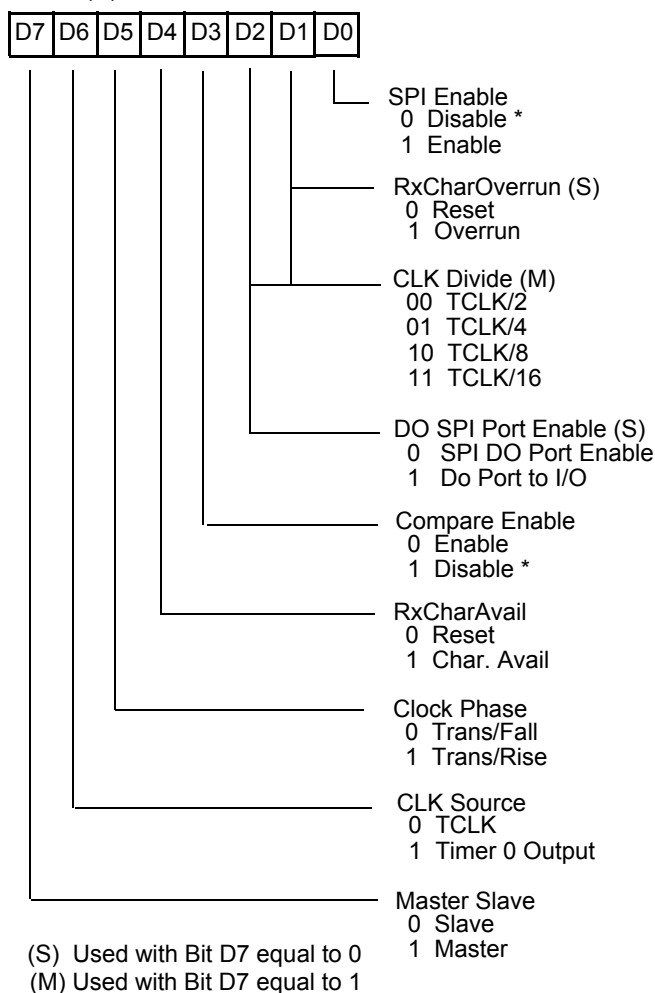 D7 D6 D5 D4 D3 D2 D1 D0
SPI Enable
0 Disable *
1 Enable
RxCharOverrun (S)
0 Reset
1 Overrun
CLK Divide (M)
00 TCLK/2
01 TCLK/4
10 TCLK/8
11 TCLK/16
DO SPI Port Enable (S)
0 SPI DO Port Enable
1 Do Port to I/O
Compare Enable
0 Enable
1 Disable *
RxCharAvail
0 Reset
1 Char. Avail
Clock Phase
0 Trans/Fall
1 Trans/Rise
CLK Source
0 TCLK
1 Timer 0 Output
Master Slave
0 Slave
1 Master
(S) Used with Bit D7 equal to 0
(M) Used with Bit D7 equal to 1